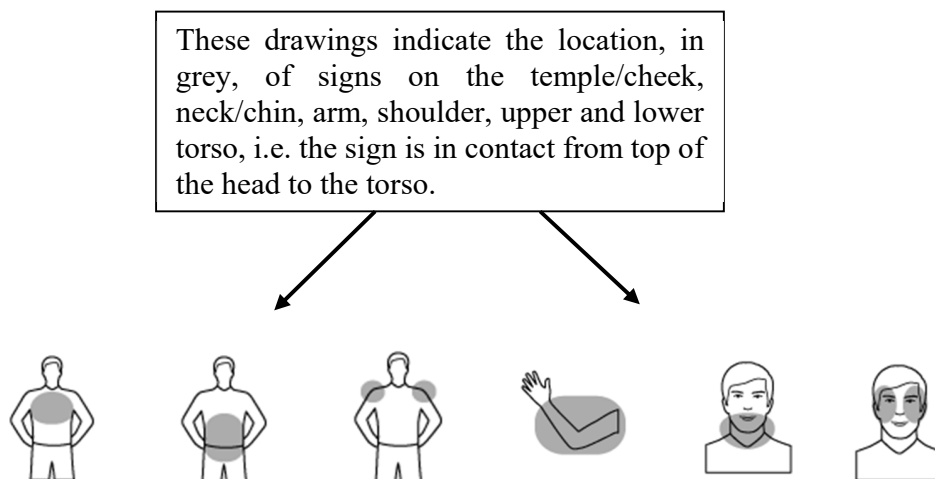 These drawings indicate the location, in
grey, of signs on the temple/cheek,
neck/chin, arm, shoulder, upper and lower
torso, i.e. the sign is in contact from top of
the head to the torso.